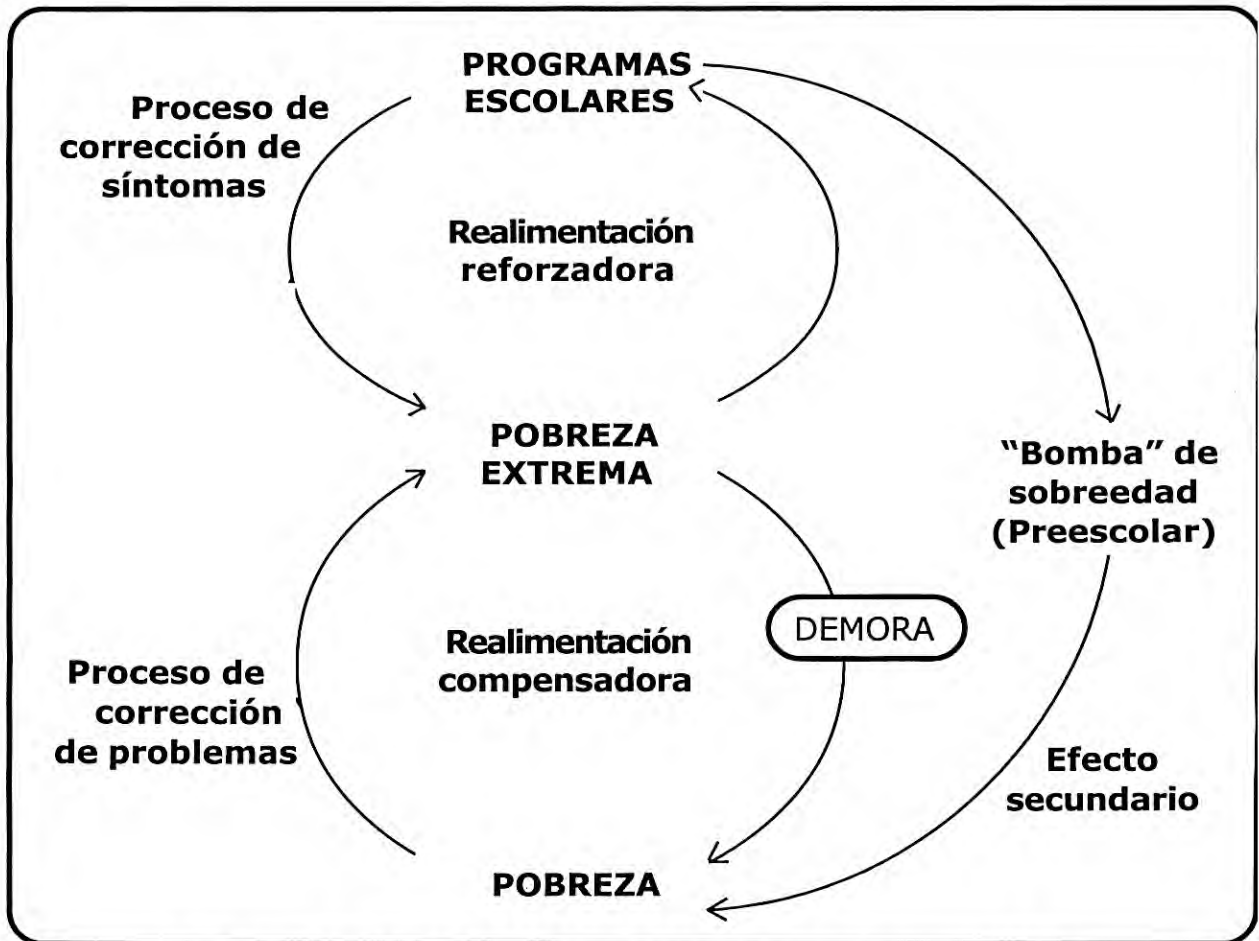 PROGRAMAS
ESCOLARES
Proceso de
corrección de
síntomas
Realimentación
reforzadora
POBREZA
EXTREMA
“Bomba” de
sobreedad
(Preescolar)
DEMORA
Realimentación
compensadora
Proceso de
corrección
de problemas
Efecto
secundario
POBREZA